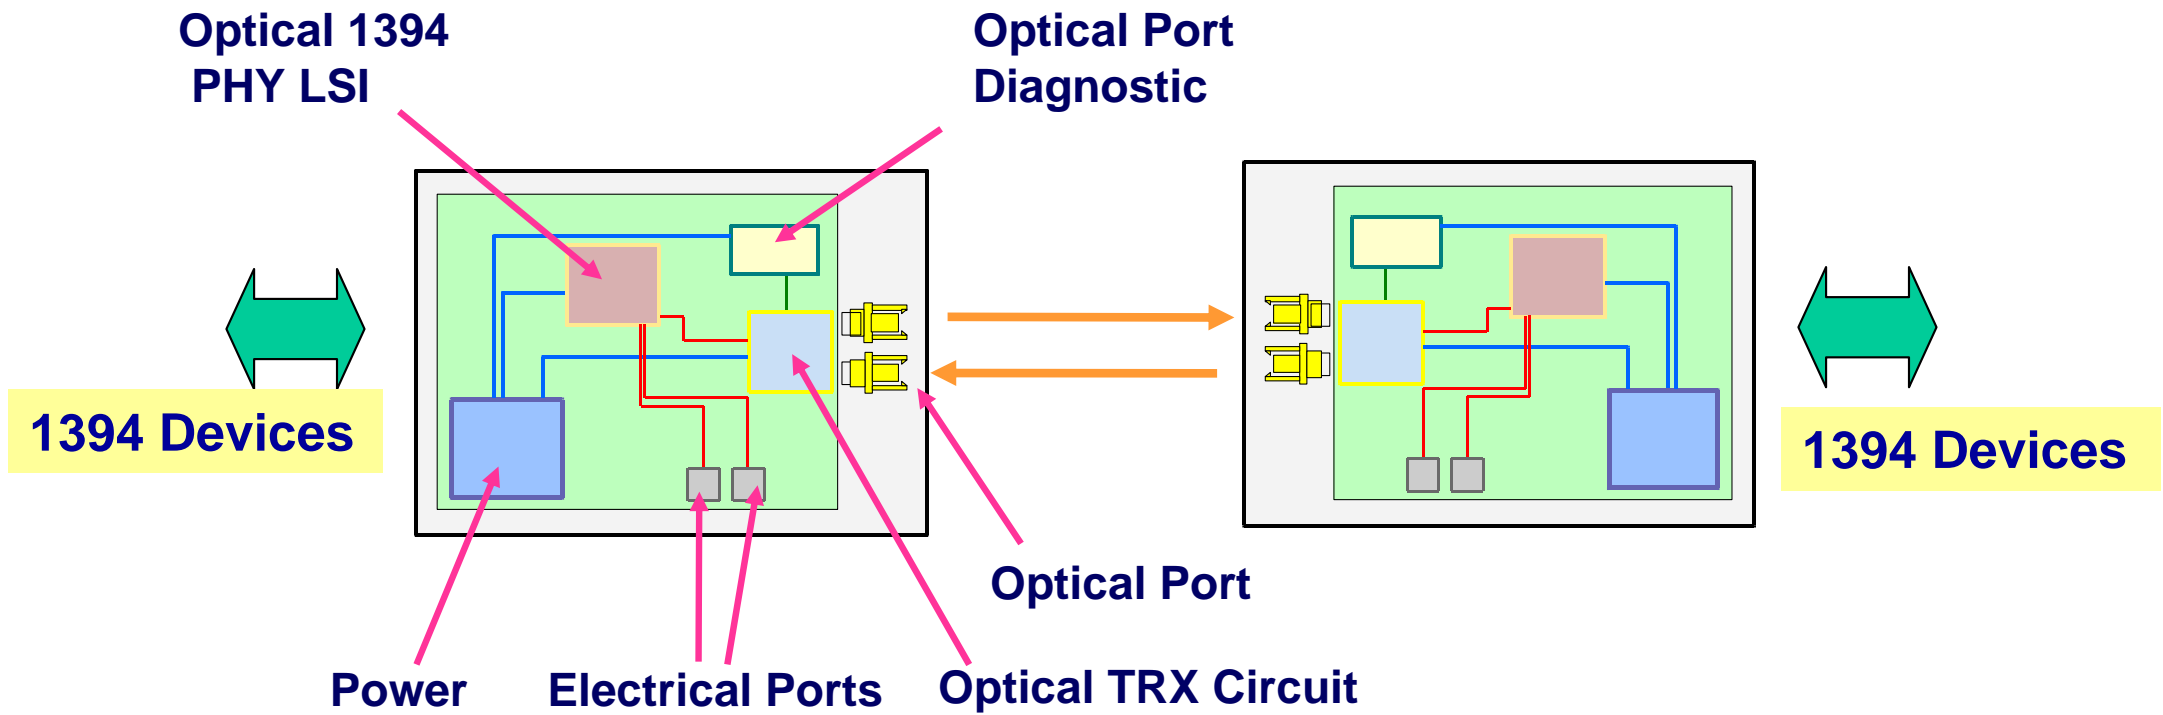 Optical 1394
PHY LSI
Optical Port
Diagnostic
1394 Devices
1394 Devices
Optical Port
Power
Electrical Ports
Optical TRX Circuit